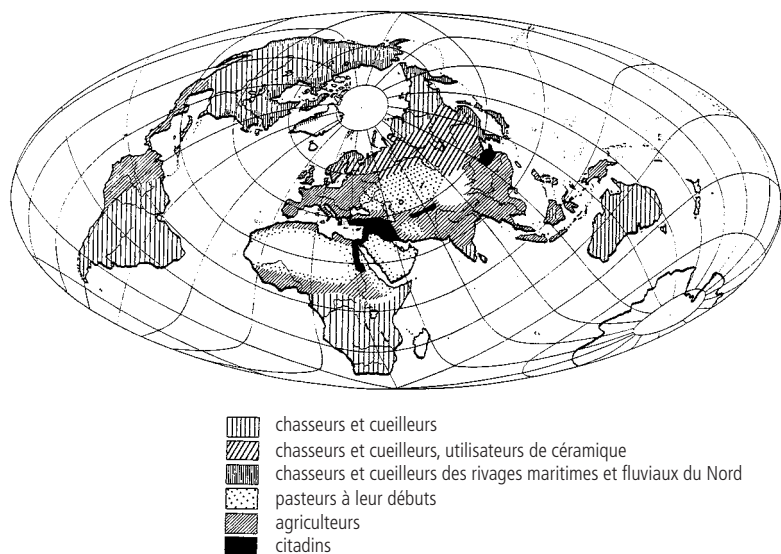 chasseurs et cueilleurs
chasseurs et cueilleurs, utilisateurs de céramique
chasseurs et cueilleurs des rivages maritimes et fluviaux du Nord
pasteurs à leur débuts
agriculteurs
citadins